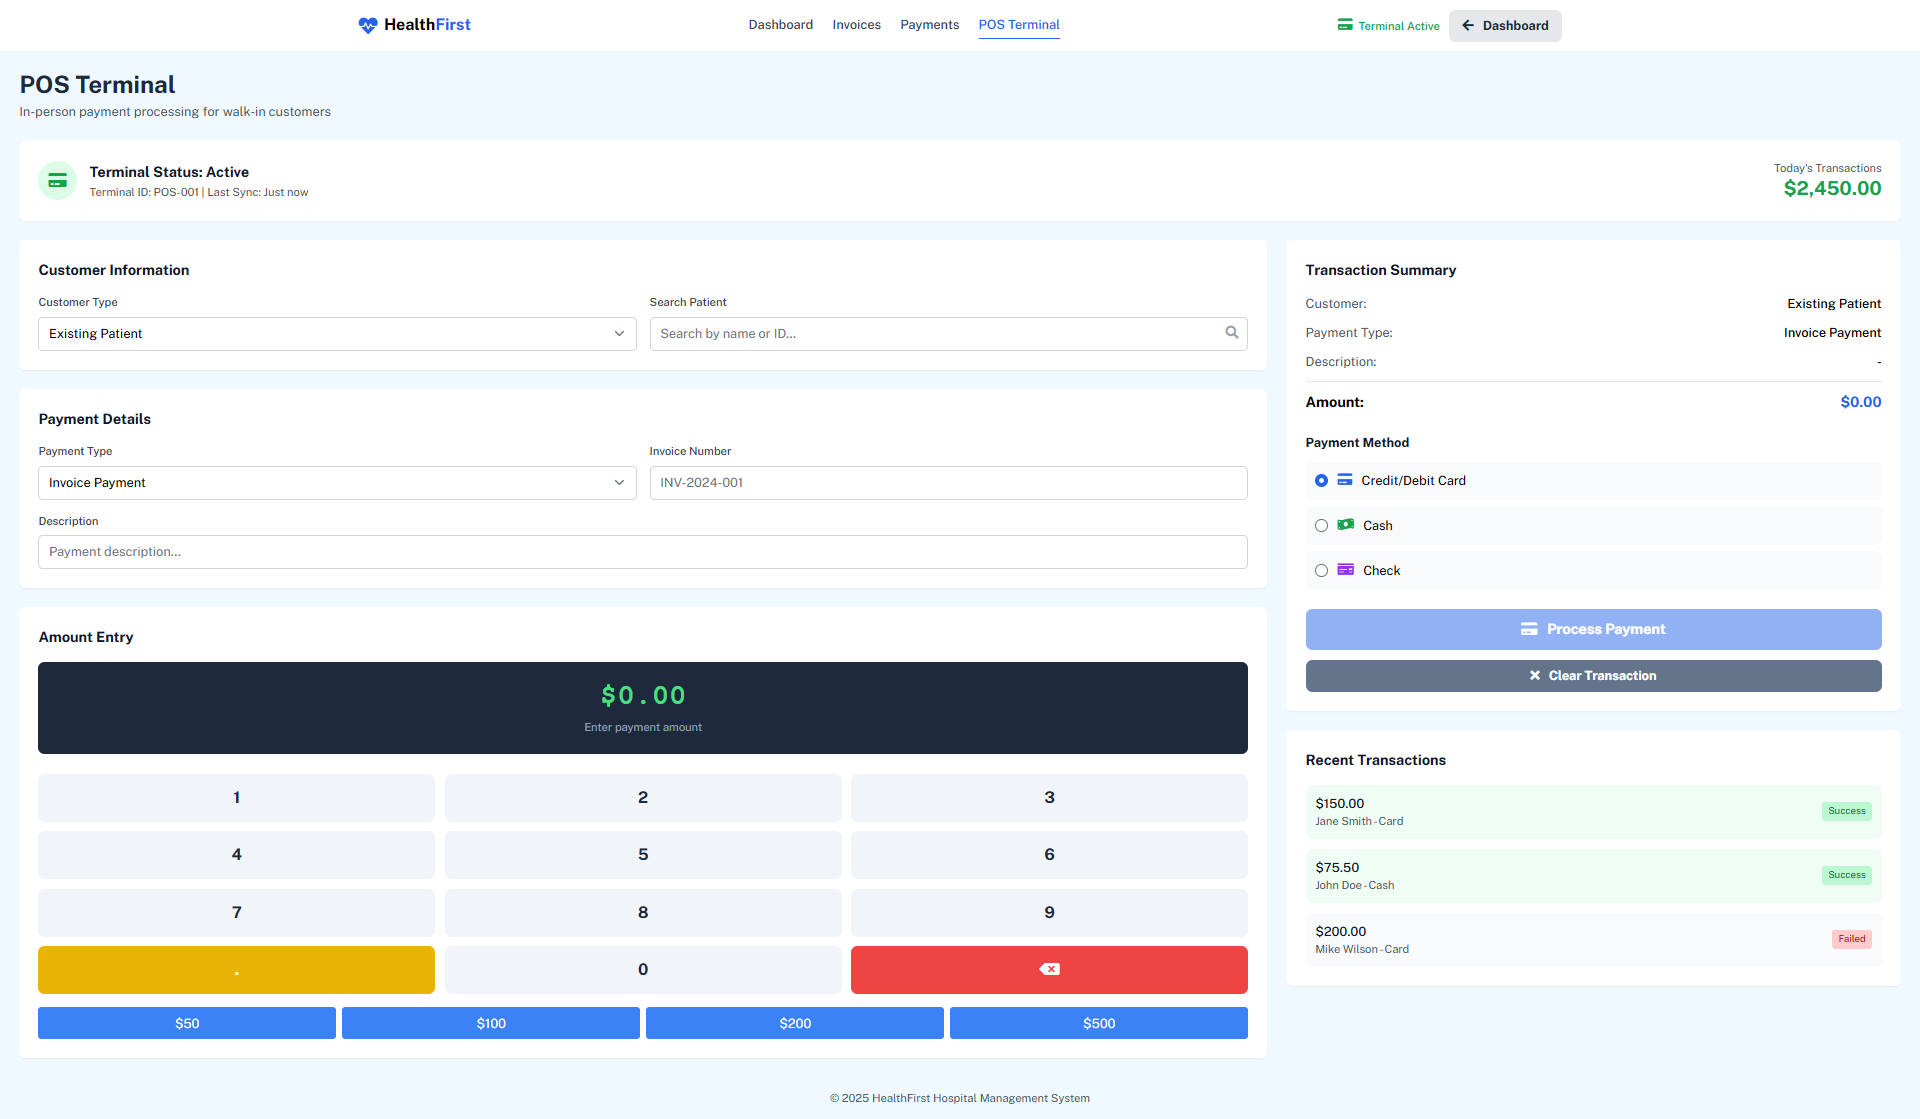 HealthFirst
Dashboard
Invoices
Payments
POS Terminal
Terminal Active
Dashboard
POS Terminal
In-person payment processing for walk-in customers
Terminal Status: Active
Terminal ID: POS-001 | Last Sync: Just now
Today's Transactions
$2,450.00
Customer Information
Customer Type
Existing Patient
Search Patient
Search by name or ID...
Payment Details
Payment Type
Invoice Payment
Invoice Number
INV-2024-001
Description
Payment description...
Amount Entry
$0.00
Enter payment amount
1
2
3
4
5
6
7
8
9
.
0
$50
$100
$200
$500
Transaction Summary
Customer:
Existing Patient
Payment Type:
Invoice Payment
Description:
-
Amount:
$0.00
Payment Method
Credit/Debit Card
Cash
Check
Process Payment
Clear Transaction
Recent Transactions
$150.00
Jane Smith - Card
Success
$75.50
John Doe - Cash
Success
$200.00
Mike Wilson - Card
Failed
© 2025 HealthFirst Hospital Management System